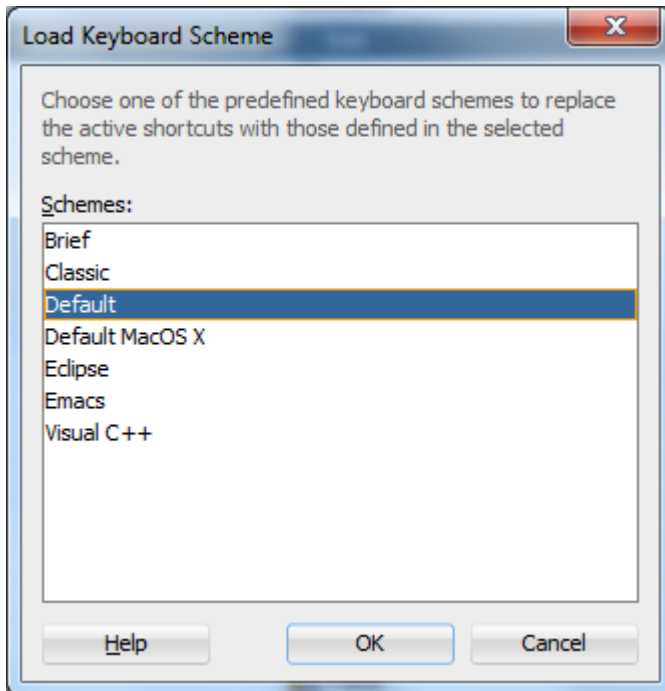 Load Keyboard Scheme
Choose one of the predefined keyboard schemes to replace
the active shortcuts with those defined in the selected
scheme.
Schemes:
Brief
Classic
Default
Default MacOS X
Eclipse
Emacs
Visual C++
Help OK Cancel